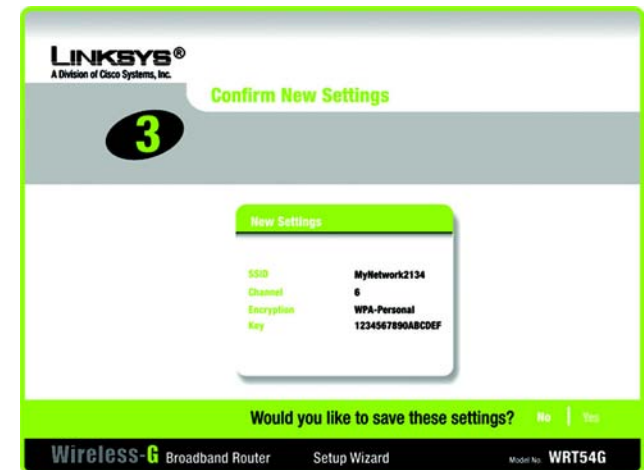 LINKSYS®
A Division of Cisco Systems, Inc.
Confirm New Settings
3
New Settings
SSID MyNetwork2134
Channel 6
Encryption WPA-Personal
Key 1234567890ABCDEF
Would you like to save these settings? No | Yes
Wireless-G Broadband Router Setup Wizard Model No. WRT54G